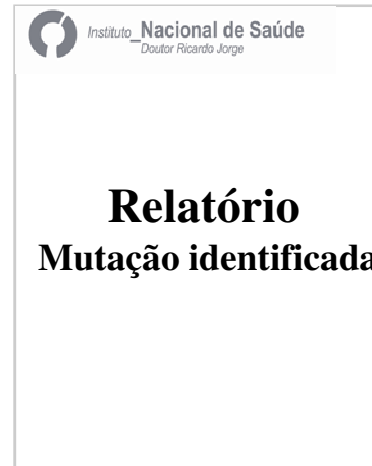 Instituto_Nacional de Saúde
Doutor Ricardo Jorge
Relatório
Mutação identificada